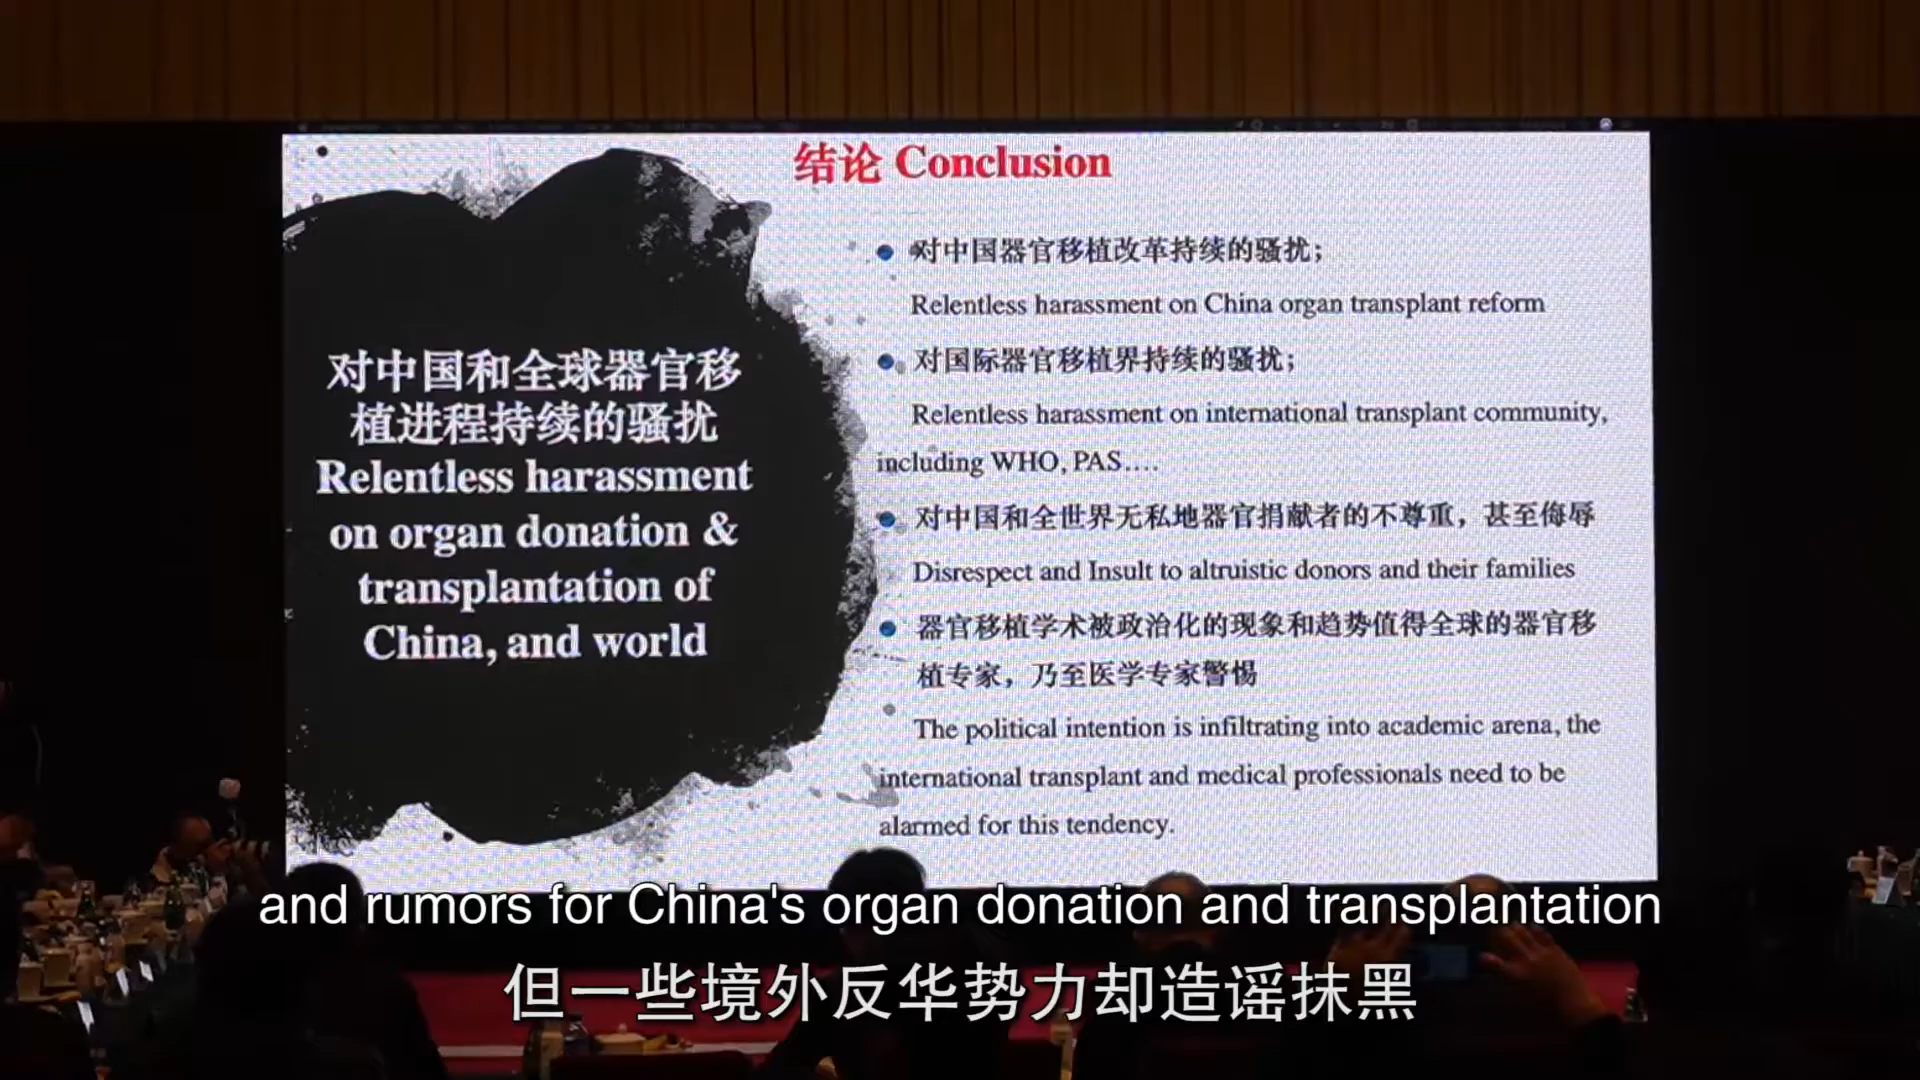 结论 Conclusion
对中国和全球器官移
植进程持续的骚扰
Relentless harassment
on organ donation &
transplantation of
China, and world
对中国器官移植改革持续的骚扰；
Relentless harassment on China organ transplant reform
对国际器官移植界持续的骚扰；
Relentless harassment on international transplant community,
including WHO, PAS....
对中国和全世界无私地器官捐献者的不尊重，甚至侮辱
Disrespect and Insult to altruistic donors and their families
器官移植学术被政治化的现象和趋势值得全球的器官移
植专家，乃至医学专家警惕
The political intention is infiltrating into academic arena, the
international transplant and medical professionals need to be
alarmed for this tendency.
and rumors for China's organ donation and transplantation
但一些境外反华势力却造谣抹黑